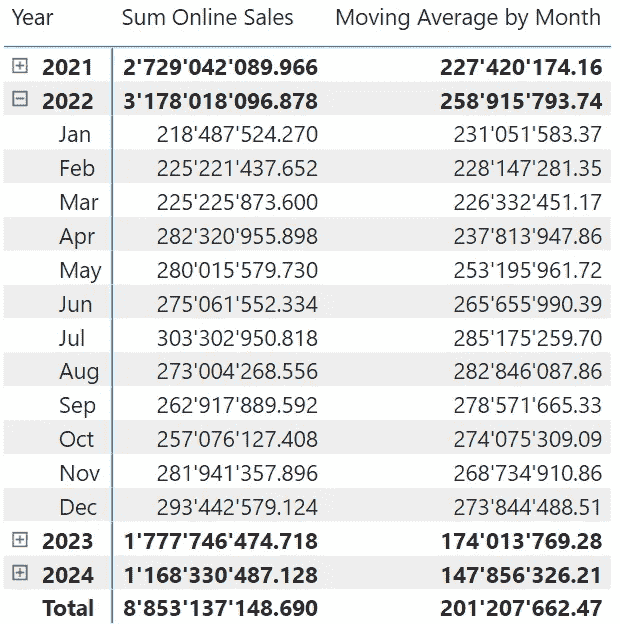 Year Sum Online Sales Moving Average by Month
2021 2'729'042'089.966 227'420'174.16
2022 3'178'018'096.878 258'915'793.74
Jan 218'487'524.270 231'051'583.37
Feb 225'221'437.652 228'147'281.35
Mar 225'225'873.600 226'332'451.17
Apr 282'320'955.898 237'813'947.86
May 280'015'579.730 253'195'961.72
Jun 275'061'552.334 265'655'990.39
Jul 303'302'950.818 285'175'259.70
Aug 273'004'268.556 282'846'087.86
Sep 262'917'889.592 278'571'665.33
Oct 257'076'127.408 274'075'309.09
Nov 281'941'357.896 268'734'910.86
Dec 293'442'579.124 273'844'488.51
2023 1'777'746'474.718 174'013'769.28
2024 1'168'330'487.128 147'856'326.21
Total 8'853'137'148.690 201'207'662.47